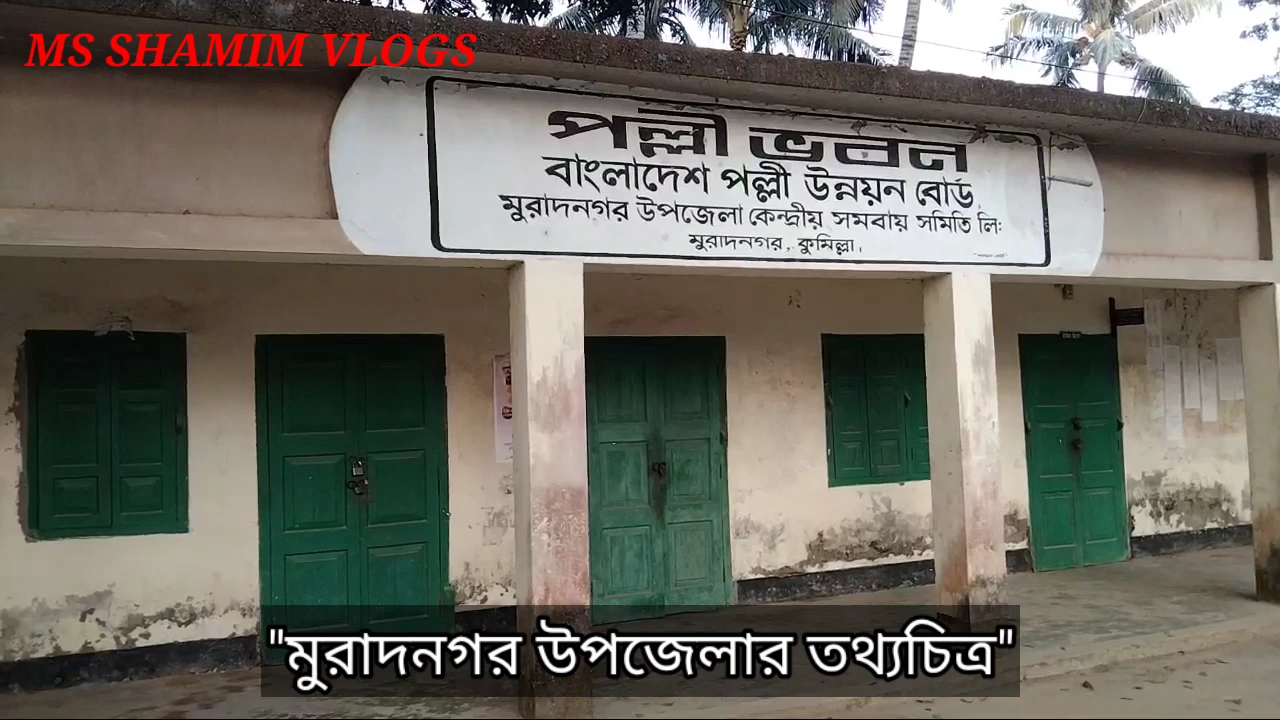 MS SHAMIM VLOGS
পল্লী ভবন
বাংলাদেশ পল্লী উন্নয়ন বোর্ড.
মুরাদনগর উপজেলা কেন্দ্রীয় সমবায় সমিতি লিঃ
মুরাদনগর, কুমিল্লা।
"মুরাদনগর উপজেলার তথ্যচিত্র"